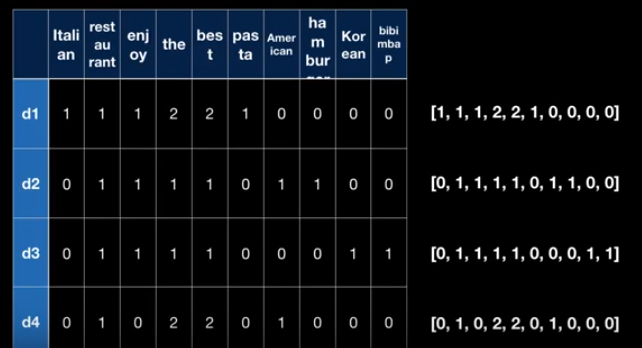 Italian restaurant enjoy the best pasta American hamburger Korean bibimbap
d1 1 1 1 2 2 1 0 0 0 0 [1, 1, 1, 2, 2, 1, 0, 0, 0, 0]
d2 0 1 1 1 1 0 1 1 0 0 [0, 1, 1, 1, 1, 0, 1, 1, 0, 0]
d3 0 1 1 1 1 0 0 0 1 1 [0, 1, 1, 1, 1, 0, 0, 0, 1, 1]
d4 0 1 0 2 2 0 1 0 0 0 [0, 1, 0, 2, 2, 0, 1, 0, 0, 0]